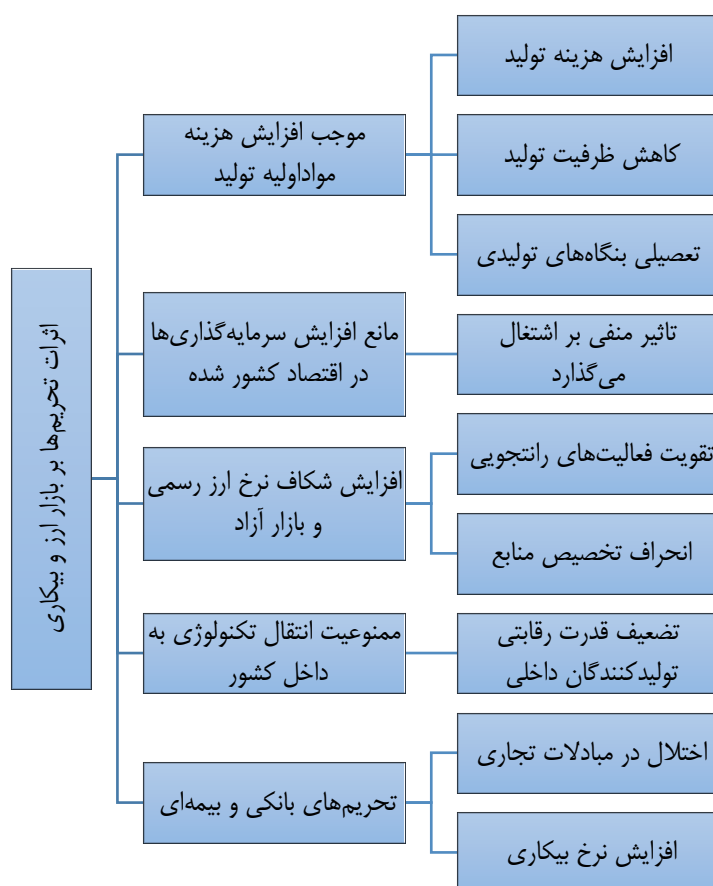 اثرات تحریم‌ها بر بازار ارز و بیکاری
موجب افزایش هزینه
مواداولیه تولید
افزایش هزینه تولید
کاهش ظرفیت تولید
تعصیلی بنگاه‌های تولیدی
مانع افزایش سرمایه‌گذاری‌ها
در اقتصاد کشور شده
تاثیر منفی بر اشتغال
می‌گذارد
افزایش شکاف نرخ ارز رسمی
و بازار آزاد
تقویت فعالیت‌های رانتجویی
انحراف تخصیص منابع
ممنوعیت انتقال تکنولوژی به
داخل کشور
تضعیف قدرت رقابتی
تولیدکنندگان داخلی
تحریم‌های بانکی و بیمه‌ای
اختلال در مبادلات تجاری
افزایش نرخ بیکاری